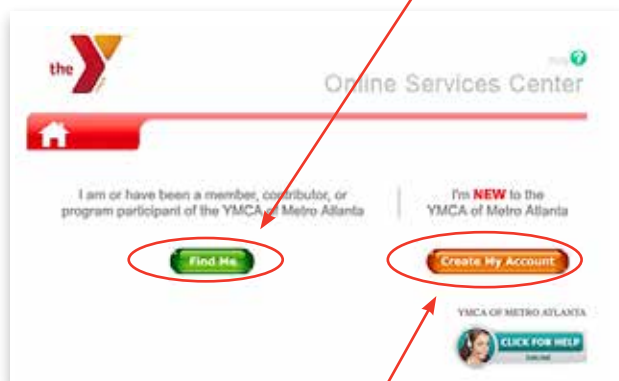 the
Online Services Center
I am or have been a member, contributor, or
program participant of the YMCA of Metro Atlanta
I'm NEW to the
YMCA of Metro Atlanta
Find Me
Create My Account
YMCA OF METRO ATLANTA
CLICK FOR HELP